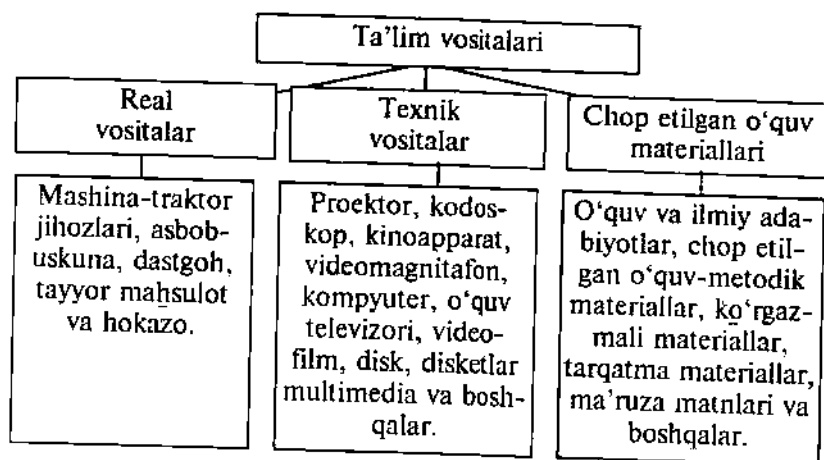 Ta’lim vositalari
Real
vositalar
Texnik
vositalar
Chop etilgan o‘quv
materiallari
Mashina-traktor
jihozlari, asbob-
uskuna, dastgoh,
tayyor mahsulot
va hokazo.
Proektor, kodos-
kop, kinoapparat,
videomagnitafon,
kompyuter, o‘quv
televizori, video-
film, disk, disketlar
multimedia va bosh-
qalar.
O‘quv va ilmiy ada-
biyotlar, chop etil-
gan o‘quv-metodik
materiallar, ko‘rgaz-
mali materiallar,
tarqatma materiallar,
ma’ruza matnlari va
boshqalar.